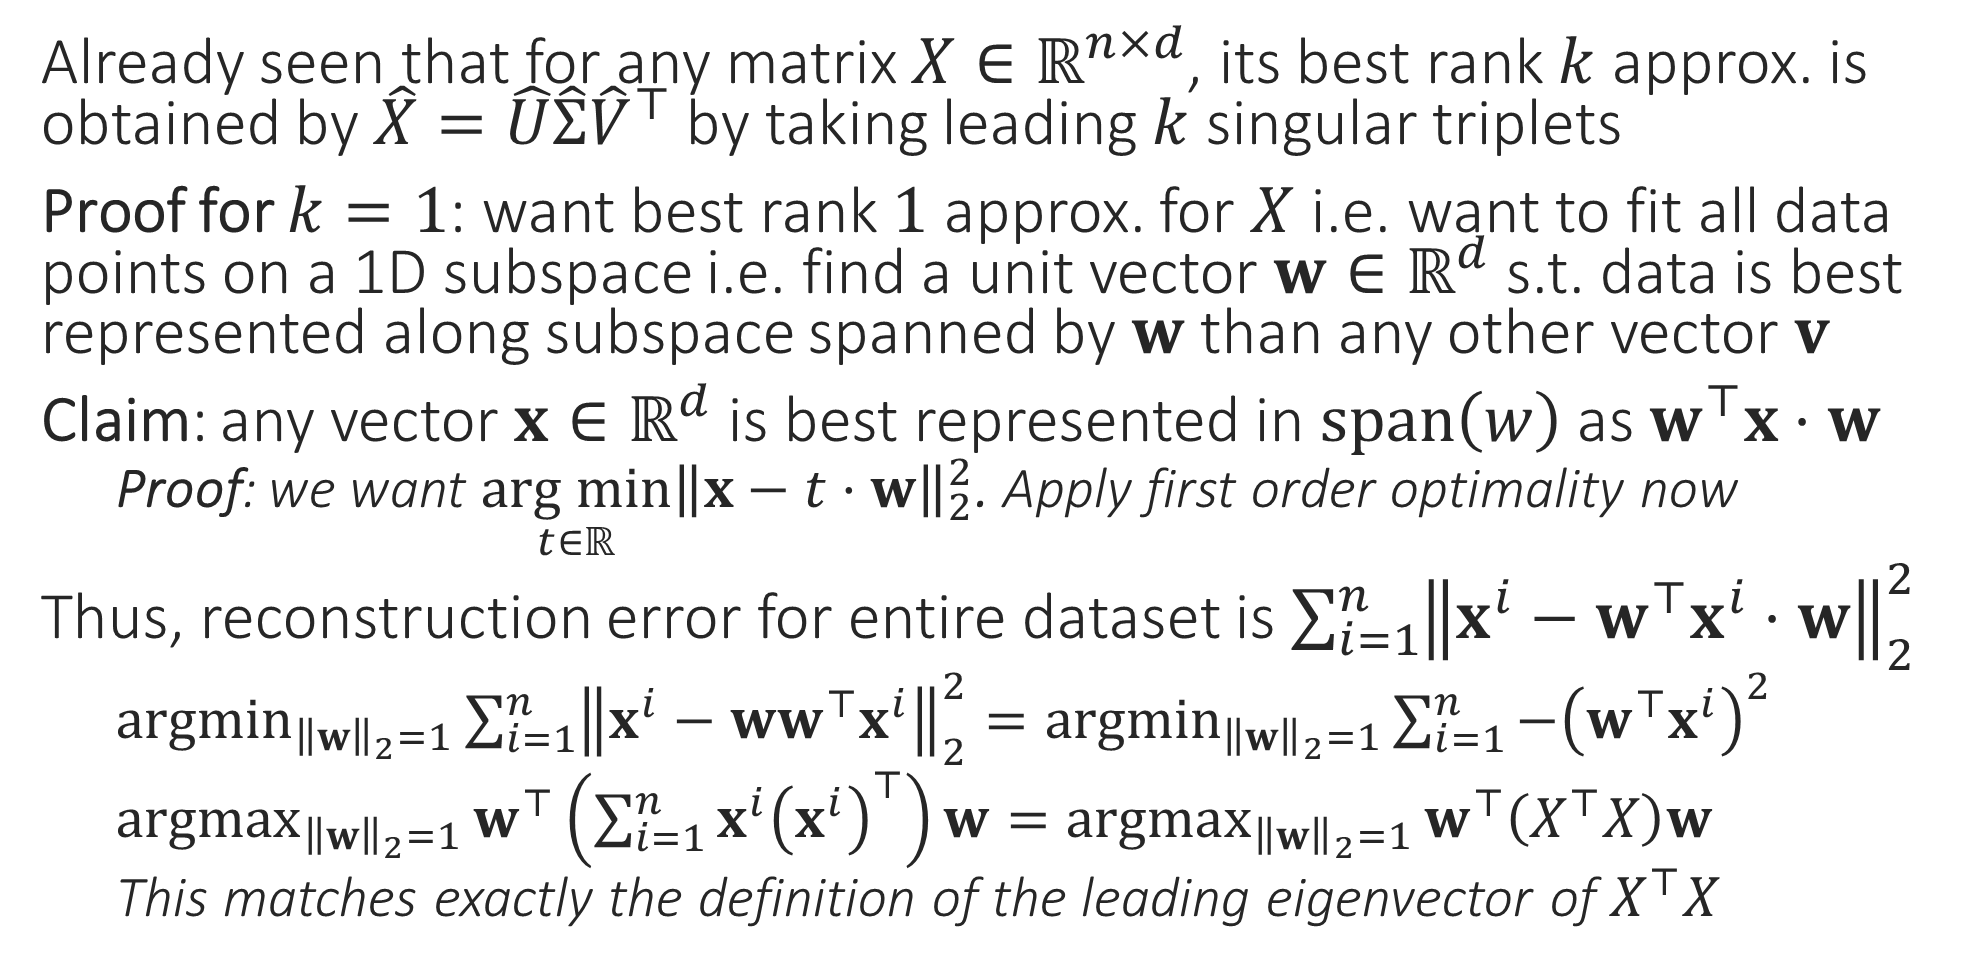 Already seen that for any matrix X ∈ ℝ^{n×d}, its best rank k approx. is
obtained by X̂ = ÛΣ̂V̂^⊤ by taking leading k singular triplets
Proof for k = 1: want best rank 1 approx. for X i.e. want to fit all data
points on a 1D subspace i.e. find a unit vector 𝐰 ∈ ℝ^d s.t. data is best
represented along subspace spanned by 𝐰 than any other vector 𝐯
Claim: any vector 𝐱 ∈ ℝ^d is best represented in span(w) as 𝐰^⊤𝐱 · 𝐰
Proof: we want arg min_{t∈ℝ} ‖𝐱 − t · 𝐰‖_2^2. Apply first order optimality now
Thus, reconstruction error for entire dataset is ∑_{i=1}^n ‖𝐱^i − 𝐰^⊤𝐱^i · 𝐰‖_2^2
argmin_{‖𝐰‖_2=1} ∑_{i=1}^n ‖𝐱^i − 𝐰𝐰^⊤𝐱^i‖_2^2 = argmin_{‖𝐰‖_2=1} ∑_{i=1}^n −(𝐰^⊤𝐱^i)^2
argmax_{‖𝐰‖_2=1} 𝐰^⊤ (∑_{i=1}^n 𝐱^i(𝐱^i)^⊤) 𝐰 = argmax_{‖𝐰‖_2=1} 𝐰^⊤(X^⊤X)𝐰
This matches exactly the definition of the leading eigenvector of X^⊤X